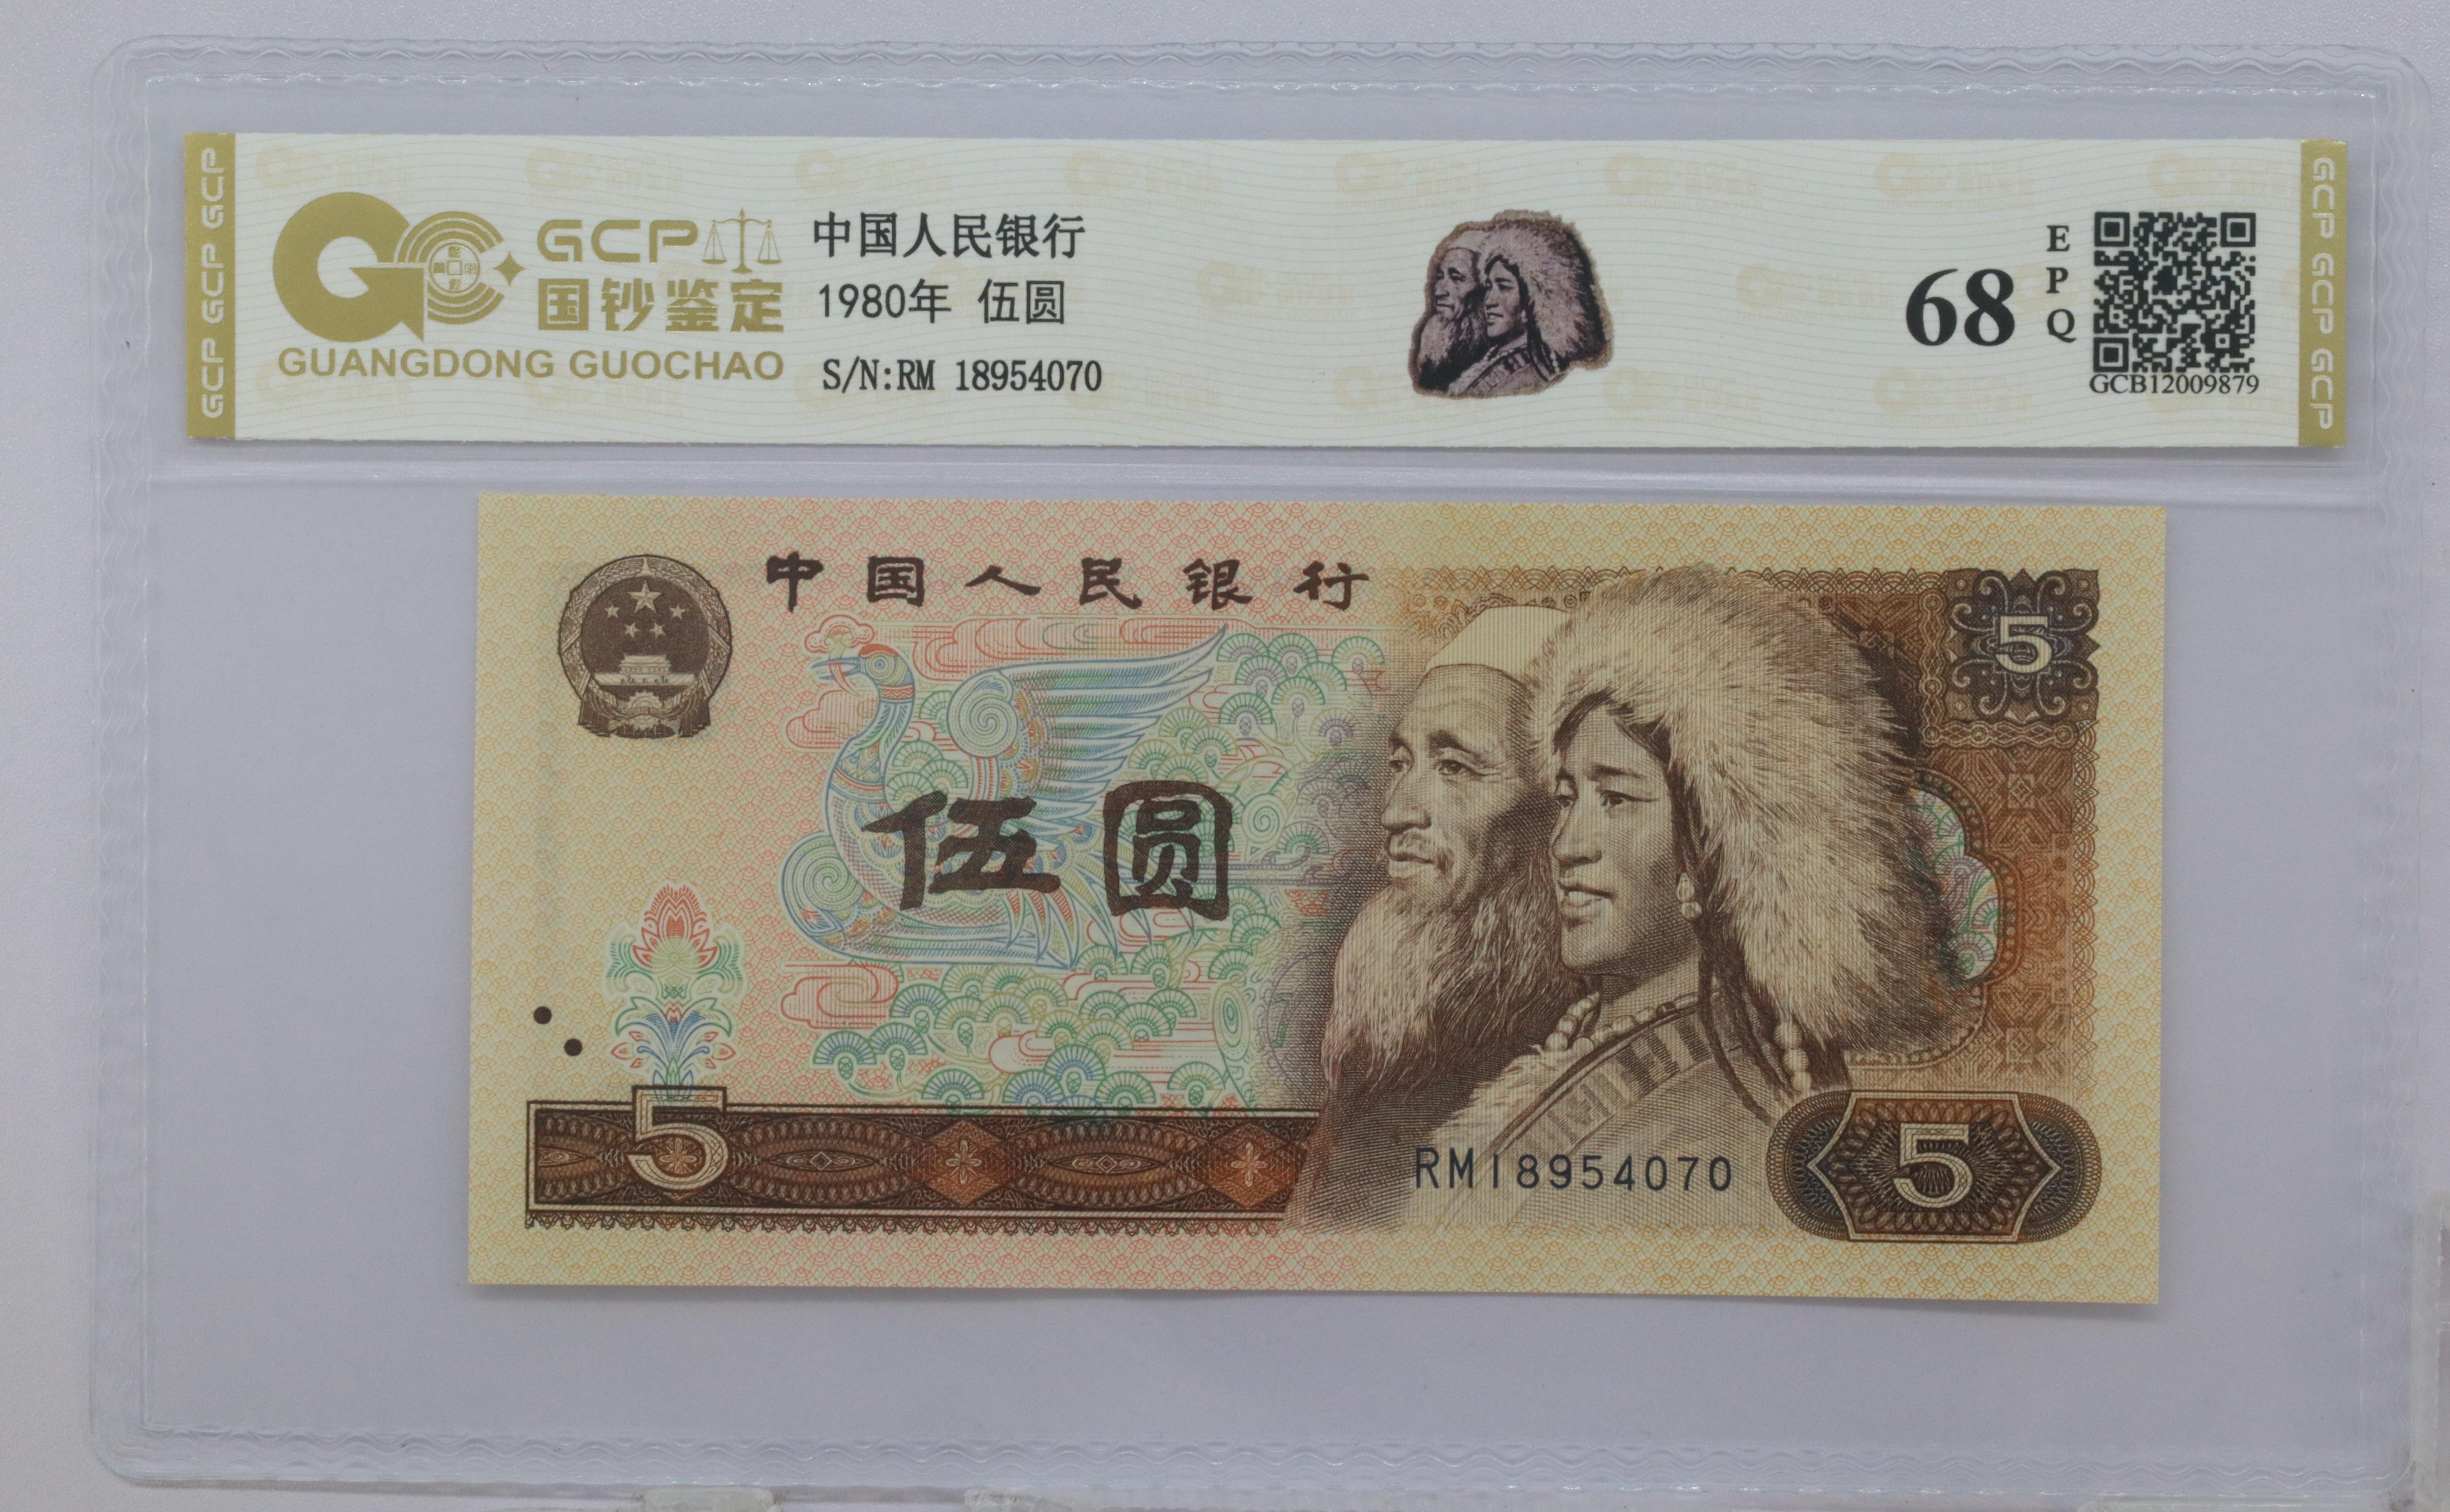 GCP GCP GCP
GCP
国钞鉴定
GUANGDONG GUOCHAO
中国人民银行
1980年 伍圆
S/N:RM 18954070
68
EPQ
GCB12009879
GCP GCP GCP
中国人民银行
5
伍圆
5
RM18954070
5